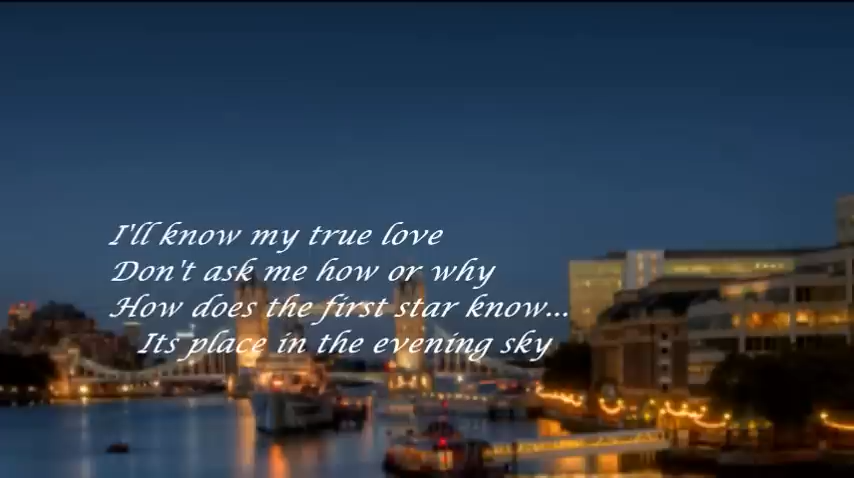 I'll know my true love
Don't ask me how or why
How does the first star know...
Its place in the evening sky